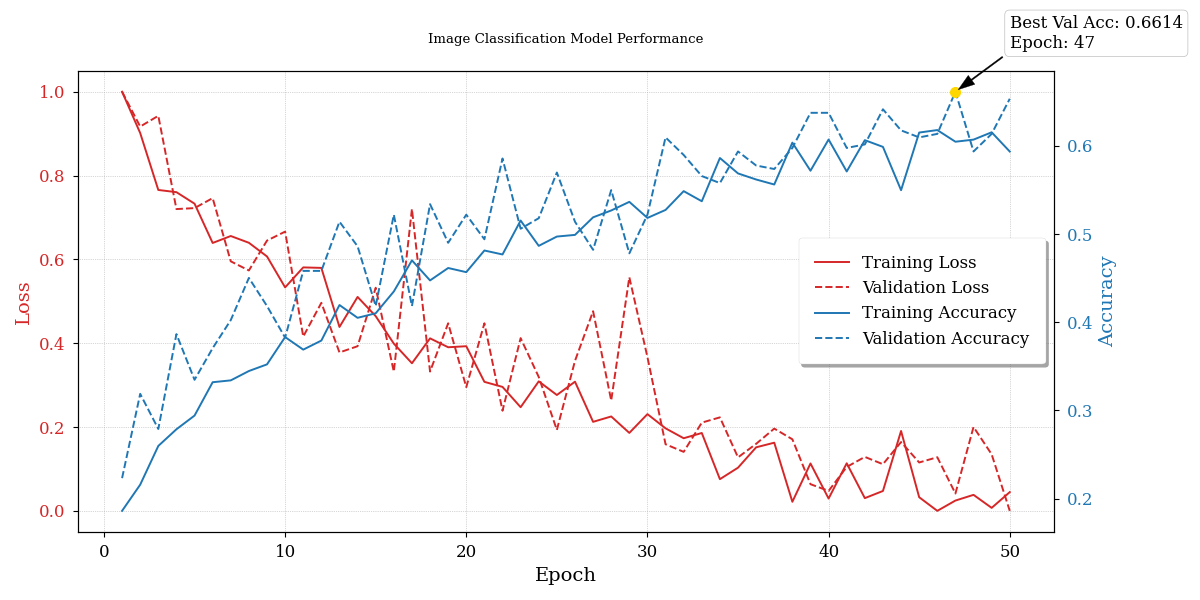 Best Val Acc: 0.6614
Epoch: 47
Image Classification Model Performance
1.0
0.8
0.6
0.4
0.2
0.0
Loss
0.6
0.5
0.4
0.3
0.2
Accuracy
Training Loss
Validation Loss
Training Accuracy
Validation Accuracy
0 10 20 30 40 50
Epoch